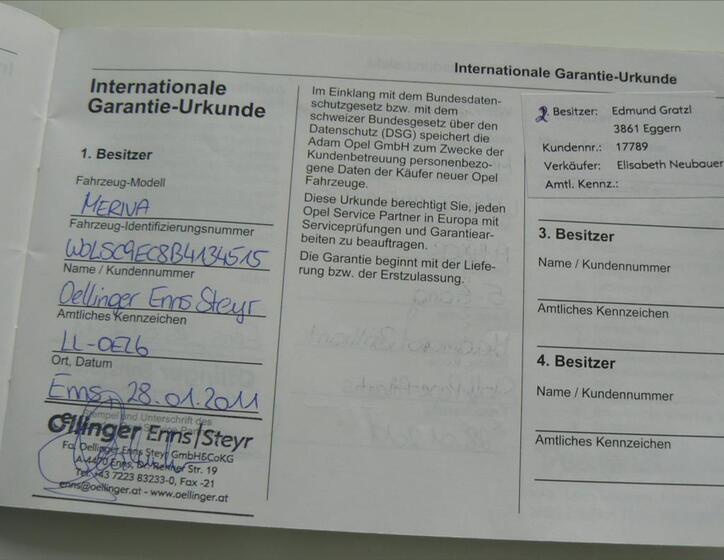 Internationale Garantie-Urkunde
Internationale
Garantie-Urkunde
1. Besitzer
Fahrzeug-Modell
MERIVA
Fahrzeug-Identifizierungsnummer
W0LSC9EC8B4134515
Name / Kundennummer
Oellinger Enns Steyr
Amtliches Kennzeichen
LL-OEZ6
Ort, Datum
Enns, 28.01.2011
Stempel und Unterschrift des
Oellinger Enns/Steyr
Fa. Oellinger Enns Steyr GmbH&CoKG
A-4470 Enns, Dr. Renner Str. 19
Tel. +43 7223 83233-0, Fax -21
enns@oellinger.at - www.oellinger.at
Im Einklang mit dem Bundesdaten-
schutzgesetz bzw. mit dem
schweizer Bundesgesetz über den
Datenschutz (DSG) speichert die
Adam Opel GmbH zum Zwecke der
Kundenbetreuung personenbezo-
gene Daten der Käufer neuer Opel
Fahrzeuge.
Diese Urkunde berechtigt Sie, jeden
Opel Service Partner in Europa mit
Serviceprüfungen und Garantiear-
beiten zu beauftragen.
Die Garantie beginnt mit der Liefe-
rung bzw. der Erstzulassung.
2. Besitzer: Edmund Gratzl
3861 Eggern
Kundennr.: 17789
Verkäufer: Elisabeth Neubauer
Amtl. Kennz.:
3. Besitzer
Name / Kundennummer
Amtliches Kennzeichen
4. Besitzer
Name / Kundennummer
Amtliches Kennzeichen